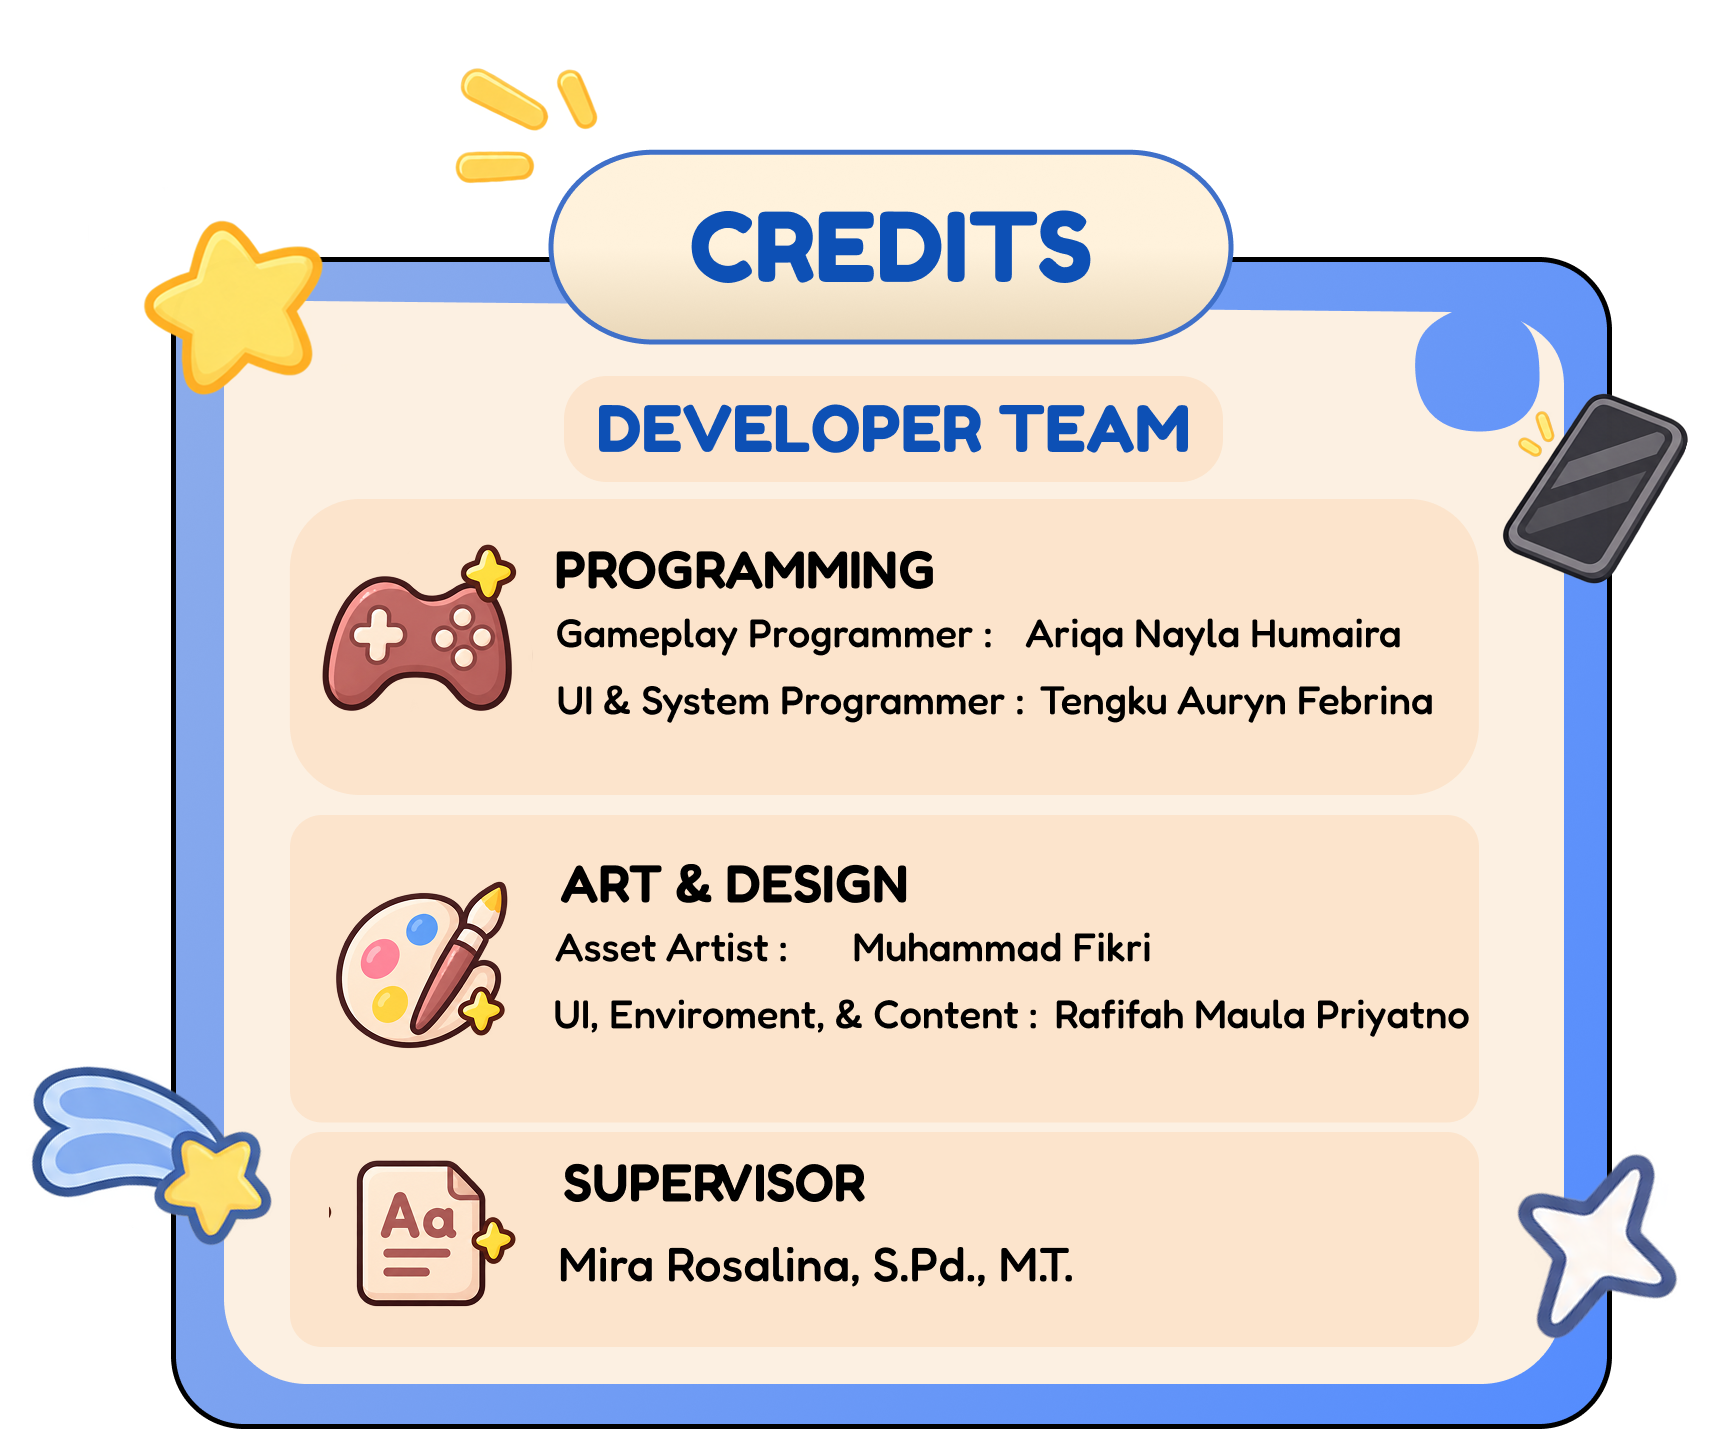 CREDITS
DEVELOPER TEAM
PROGRAMMING
Gameplay Programmer : Ariqa Nayla Humaira
UI & System Programmer : Tengku Auryn Febrina
ART & DESIGN
Asset Artist : Muhammad Fikri
UI, Enviroment, & Content : Rafifah Maula Priyatno
Aa
SUPERVISOR
Mira Rosalina, S.Pd., M.T.